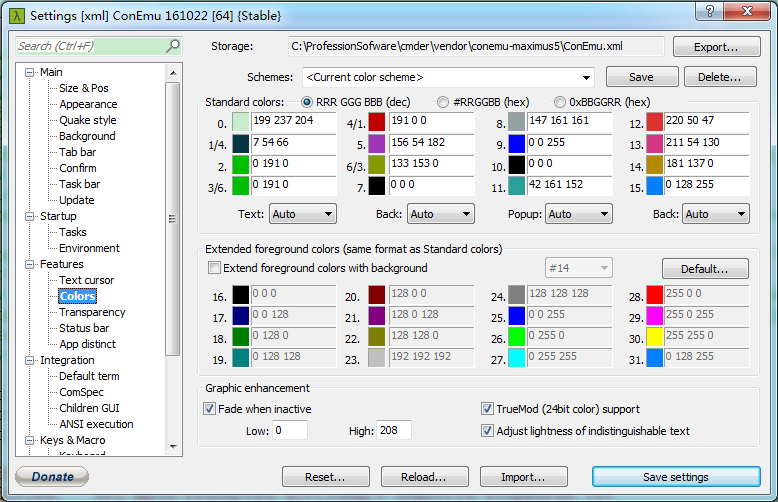 Settings [xml] ConEmu 161022 [64] {Stable}
Search (Ctrl+F)
Main
Size & Pos
Appearance
Quake style
Background
Tab bar
Confirm
Task bar
Update
Startup
Tasks
Environment
Features
Text cursor
Colors
Transparency
Status bar
App distinct
Integration
Default term
ComSpec
Children GUI
ANSI execution
Keys & Macro
Keyboard
Donate
Storage: C:\ProfessionSofware\cmder\vendor\conemu-maximus5\ConEmu.xml Export...
Schemes: <Current color scheme> Save Delete...
Standard colors: RRR GGG BBB (dec) #RRGGBB (hex) 0xBBGGRR (hex)
0. 199 237 204 4/1. 191 0 0 8. 147 161 161 12. 220 50 47
1/4. 7 54 66 5. 156 54 182 9. 0 0 255 13. 211 54 130
2. 0 191 0 6/3. 133 153 0 10. 0 0 0 14. 181 137 0
3/6. 0 191 0 7. 0 0 0 11. 42 161 152 15. 0 128 255
Text: Auto Back: Auto Popup: Auto Back: Auto
Extended foreground colors (same format as Standard colors)
Extend foreground colors with background #14 Default...
16. 0 0 0 20. 128 0 0 24. 128 128 128 28. 255 0 0
17. 0 0 128 21. 128 0 128 25. 0 0 255 29. 255 0 255
18. 0 128 0 22. 128 128 0 26. 0 255 0 30. 255 255 0
19. 0 128 128 23. 192 192 192 27. 0 255 255 31. 0 128 255
Graphic enhancement
Fade when inactive TrueMod (24bit color) support
Low: 0 High: 208 Adjust lightness of indistinguishable text
Reset... Reload... Import... Save settings